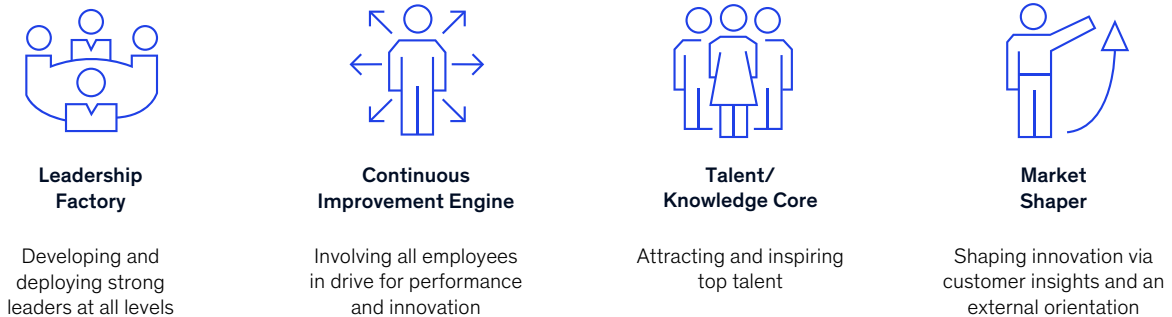 Leadership
Factory
Developing and
deploying strong
leaders at all levels
Continuous
Improvement Engine
Involving all employees
in drive for performance
and innovation
Talent/
Knowledge Core
Attracting and inspiring
top talent
Market
Shaper
Shaping innovation via
customer insights and an
external orientation